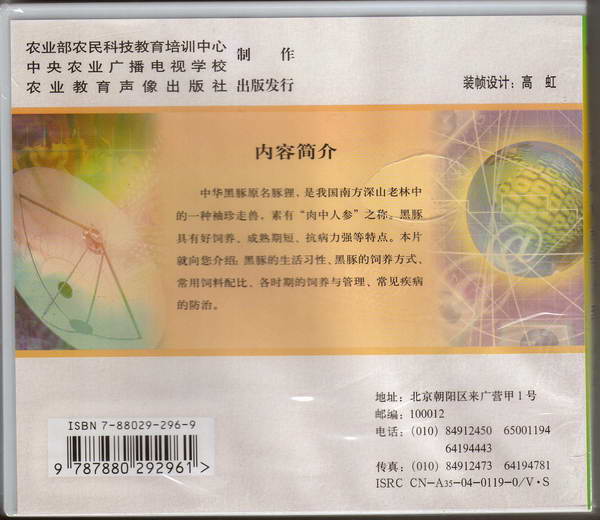 农业部农民科技教育培训中心
中央农业广播电视学校 制作
农业教育声像出版社 出版发行
装帧设计：高 虹
内容简介
中华黑豚原名豚狸，是我国南方深山老林中
的一种袖珍走兽，素有“肉中人参”之称。黑豚
具有好饲养、成熟期短、抗病力强等特点。本片
就向您介绍：黑豚的生活习性、黑豚的饲养方式、
常用饲料配比、各时期的饲养与管理、常见疾病
的防治。
@
地址：北京朝阳区来广营甲1号
邮编：100012
电话：(010) 84912450 65001194
64194443
传真：(010) 84912473 64194781
ISRC CN-A35-04-0119-0/V·S
ISBN 7-88029-296-9
9 787880 292961 >